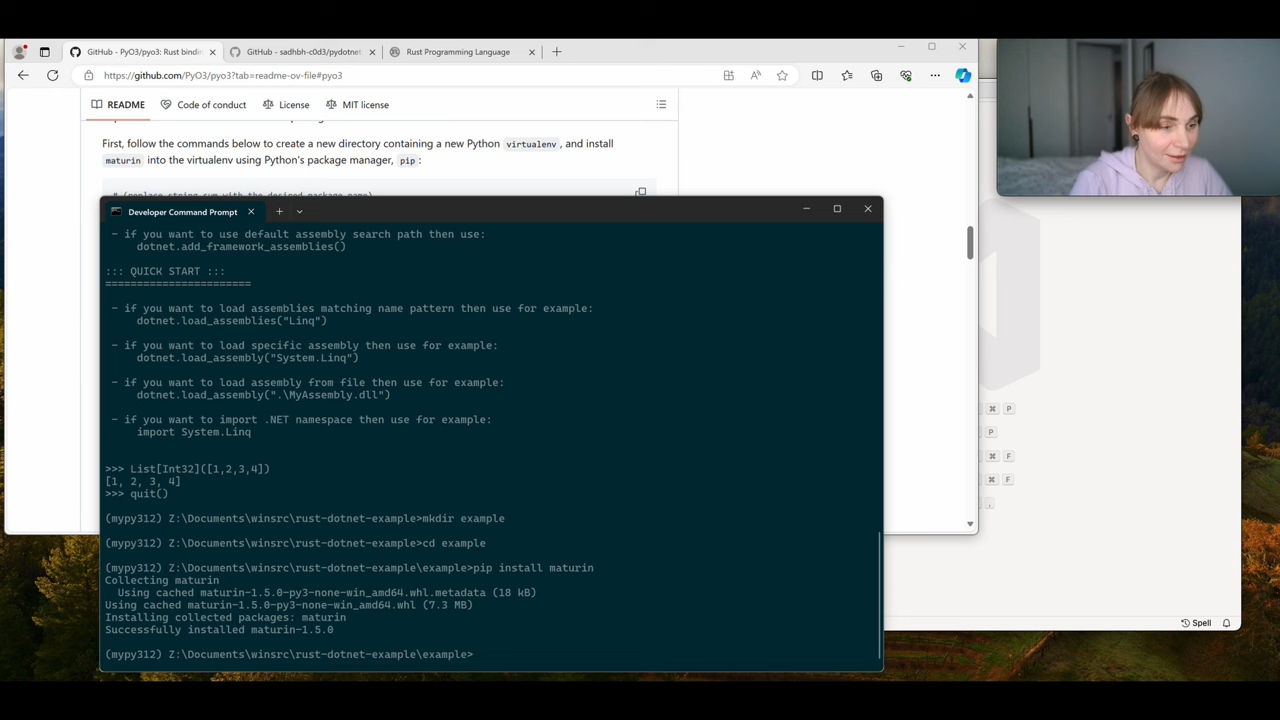 GitHub - PyO3/pyo3: Rust bindin
GitHub - sadhbh-c0d3/pydotnet
Rust Programming Language
https://github.com/PyO3/pyo3?tab=readme-ov-file#pyo3
README
Code of conduct
License
MIT license
First, follow the commands below to create a new directory containing a new Python virtualenv, and install
maturin into the virtualenv using Python's package manager, pip:
# (replace string_sum with the desired package name)
Developer Command Prompt
- if you want to use default assembly search path then use:
dotnet.add_framework_assemblies()
::: QUICK START :::
=======================
- if you want to load assemblies matching name pattern then use for example:
dotnet.load_assemblies("Linq")
- if you want to load specific assembly then use for example:
dotnet.load_assembly("System.Linq")
- if you want to load assembly from file then use for example:
dotnet.load_assembly(".\MyAssembly.dll")
- if you want to import .NET namespace then use for example:
import System.Linq
>>> List[Int32]([1,2,3,4])
[1, 2, 3, 4]
>>> quit()
(mypy312) Z:\Documents\winsrc\rust-dotnet-example>mkdir example
(mypy312) Z:\Documents\winsrc\rust-dotnet-example>cd example
(mypy312) Z:\Documents\winsrc\rust-dotnet-example\example>pip install maturin
Collecting maturin
Using cached maturin-1.5.0-py3-none-win_amd64.whl.metadata (18 kB)
Using cached maturin-1.5.0-py3-none-win_amd64.whl (7.3 MB)
Installing collected packages: maturin
Successfully installed maturin-1.5.0
(mypy312) Z:\Documents\winsrc\rust-dotnet-example\example>
⌘ P
P
⌘ F
⌘ F
,
Spell